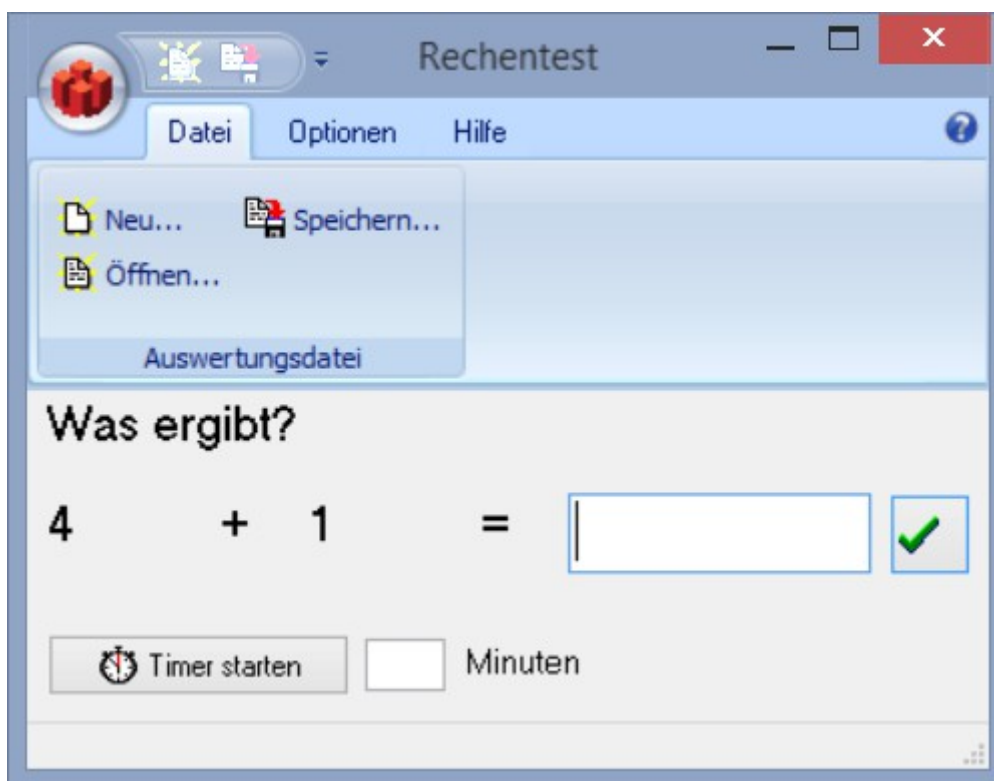 Rechentest
Datei Optionen Hilfe
Neu... Speichern...
Öffnen...
Auswertungsdatei
Was ergibt?
4 + 1 =
Timer starten Minuten